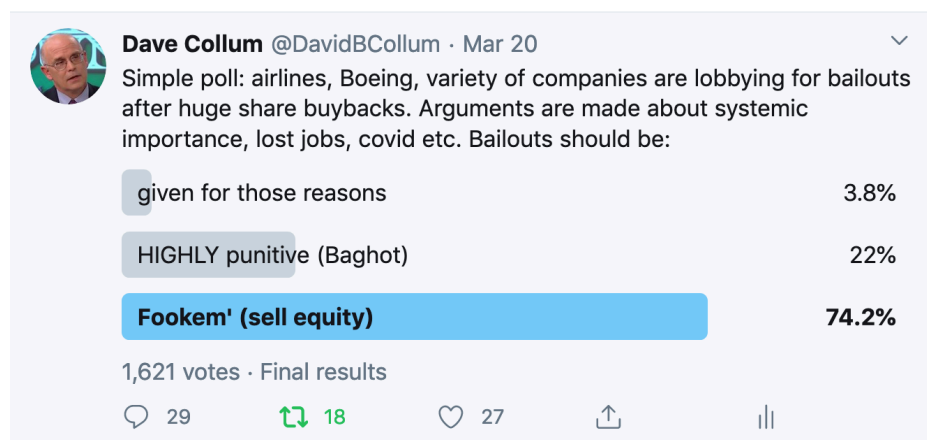 Dave Collum @DavidBCollum · Mar 20
Simple poll: airlines, Boeing, variety of companies are lobbying for bailouts
after huge share buybacks. Arguments are made about systemic
importance, lost jobs, covid etc. Bailouts should be:
given for those reasons 3.8%
HIGHLY punitive (Baghot) 22%
Fookem' (sell equity) 74.2%
1,621 votes · Final results
29 18 27